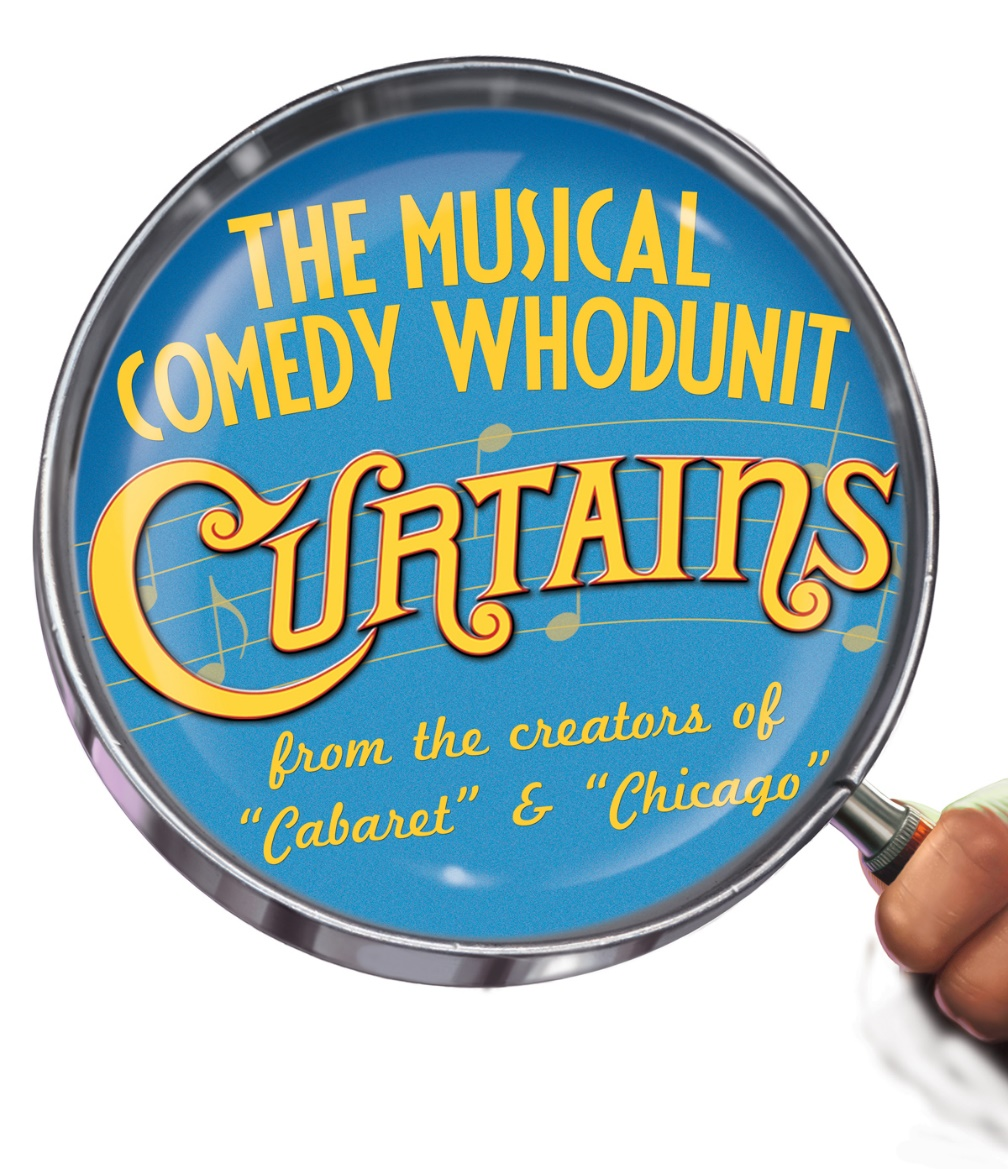 THE MUSICAL
COMEDY WHODUNIT
CURTAINS
from the creators of
"Cabaret" & "Chicago"